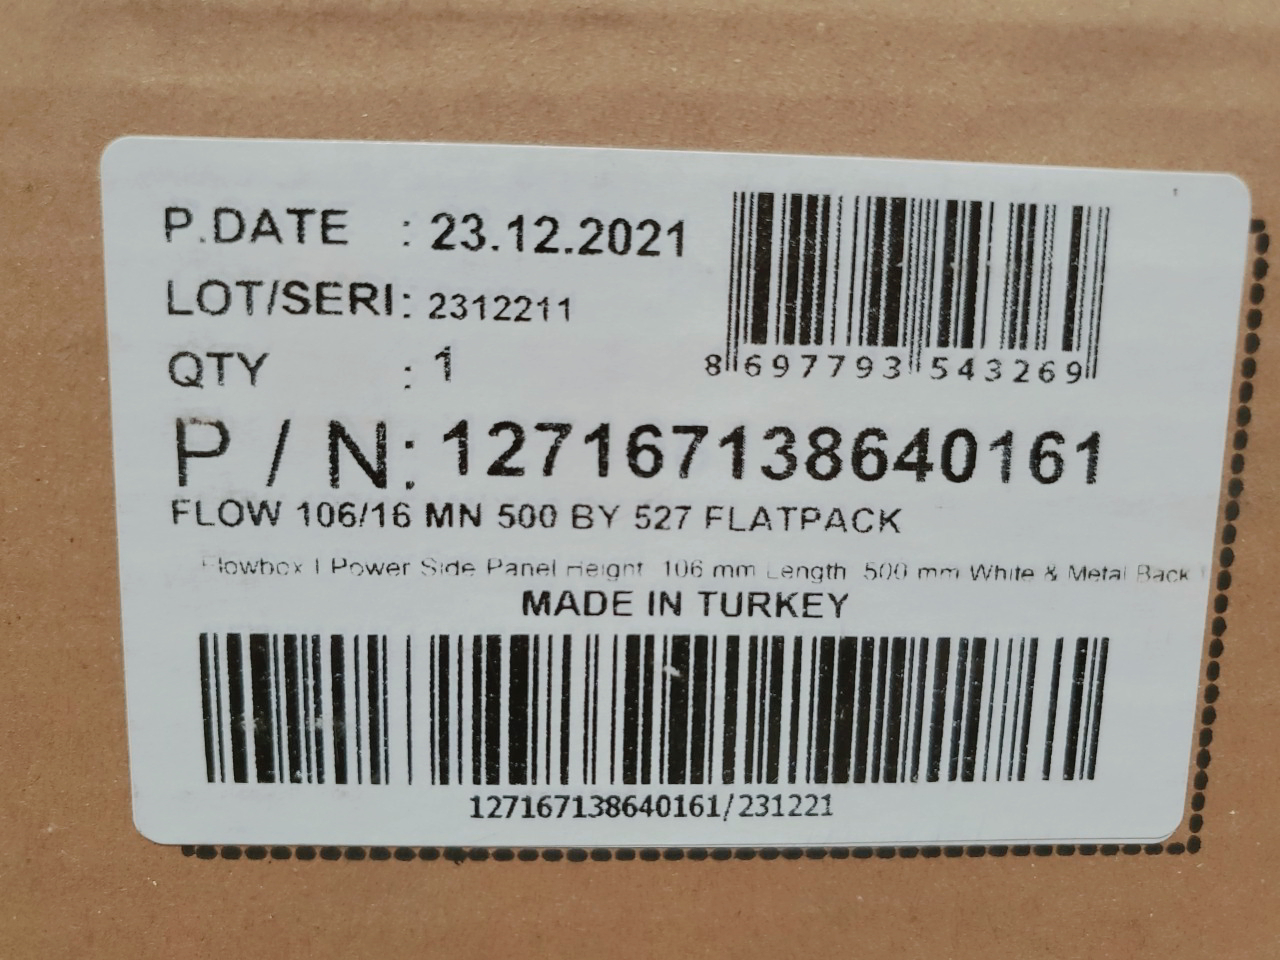 P.DATE : 23.12.2021
LOT/SERI: 2312211
QTY : 1
8 697793 543269
P / N: 127167138640161
FLOW 106/16 MN 500 BY 527 FLATPACK
Flowbox I Power Side Panel Height 106 mm Length 500 mm White & Metal Back
MADE IN TURKEY
127167138640161/231221